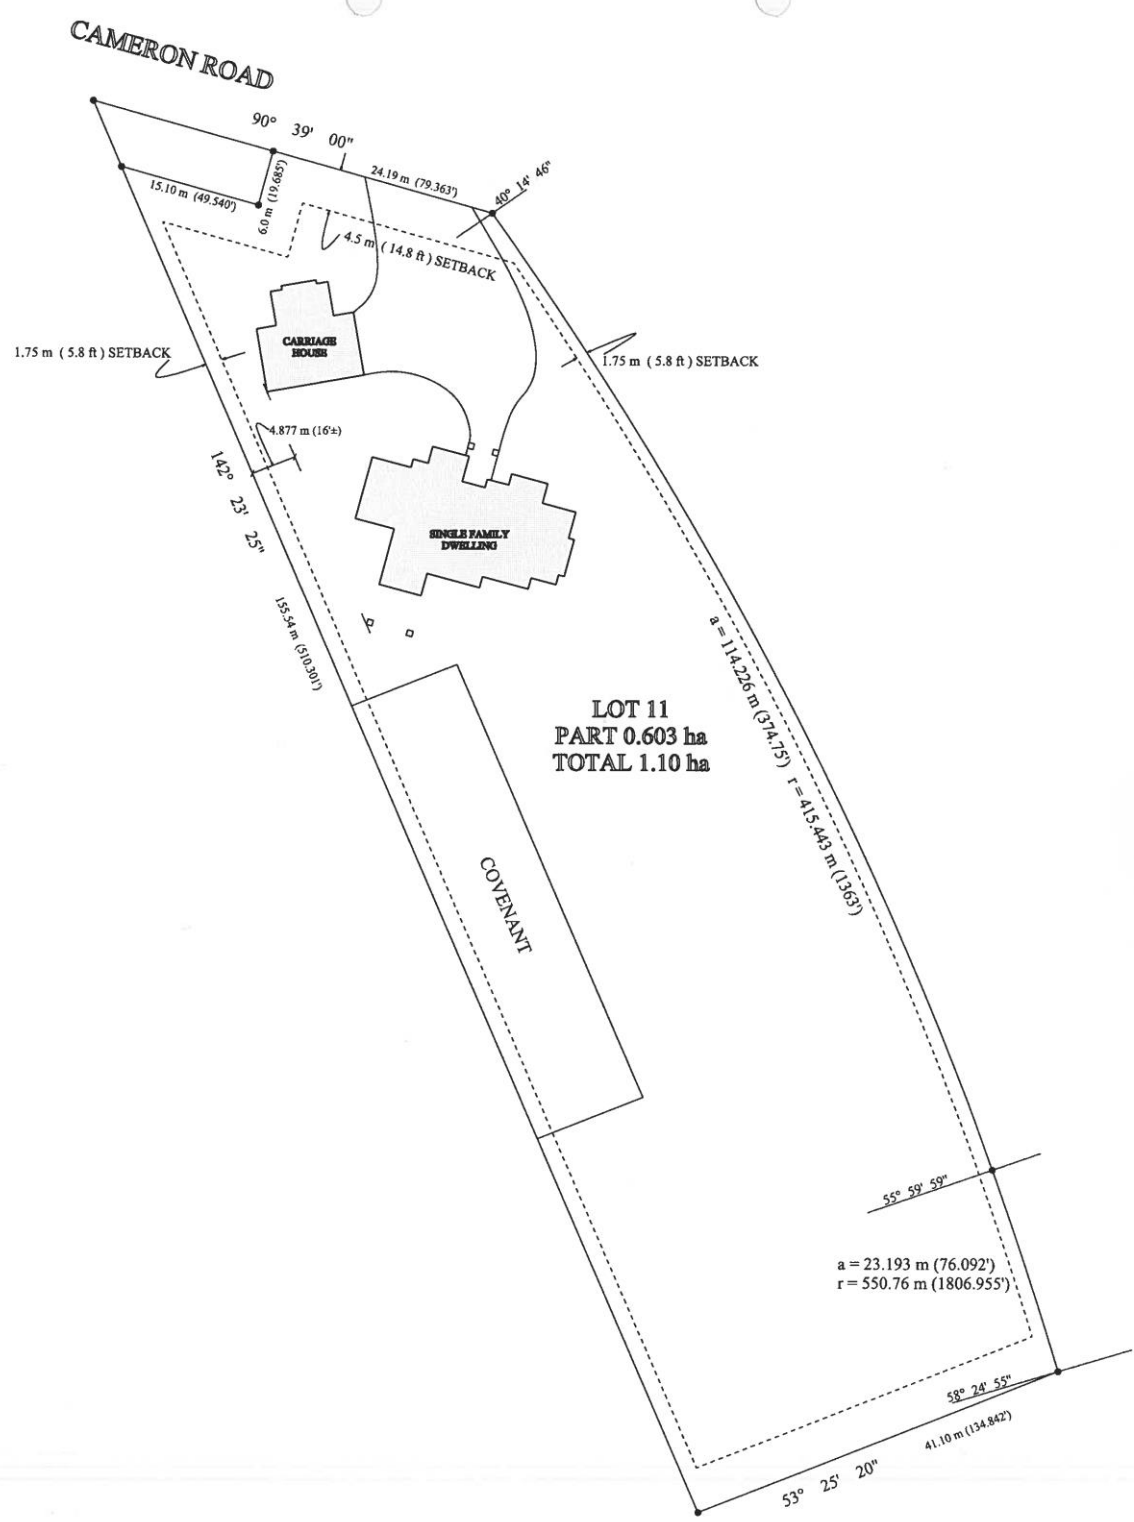 CAMERON ROAD
90° 39' 00"
24.19 m (79.363')
40° 14' 46"
15.10 m (49.540')
6.0 m (19.685')
4.5 m ( 14.8 ft ) SETBACK
CARRIAGE
HOUSE
1.75 m ( 5.8 ft ) SETBACK
1.75 m ( 5.8 ft ) SETBACK
4.877 m (16'±)
142° 23' 25"
SINGLE FAMILY
DWELLING
155.54 m (510.301')
a = 114.226 m (374.75') r = 415.443 m (1363')
LOT 11
PART 0.603 ha
TOTAL 1.10 ha
COVENANT
55° 59' 59"
a = 23.193 m (76.092')
r = 550.76 m (1806.955')
58° 24' 55"
41.10 m (134.842')
53° 25' 20"